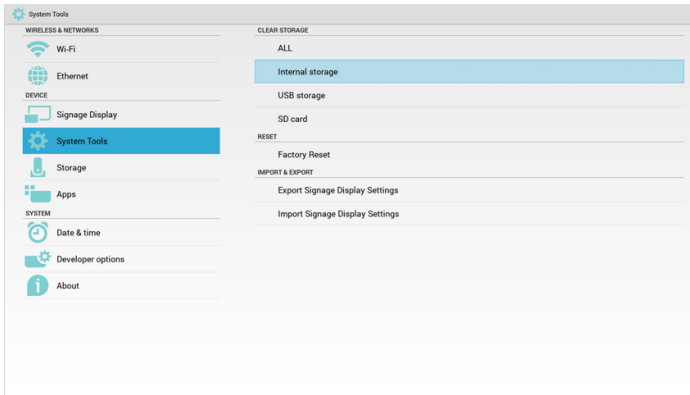 System Tools
WIRELESS & NETWORKS
Wi-Fi
Ethernet
DEVICE
Signage Display
System Tools
Storage
Apps
SYSTEM
Date & time
Developer options
About
CLEAR STORAGE
ALL
Internal storage
USB storage
SD card
RESET
Factory Reset
IMPORT & EXPORT
Export Signage Display Settings
Import Signage Display Settings